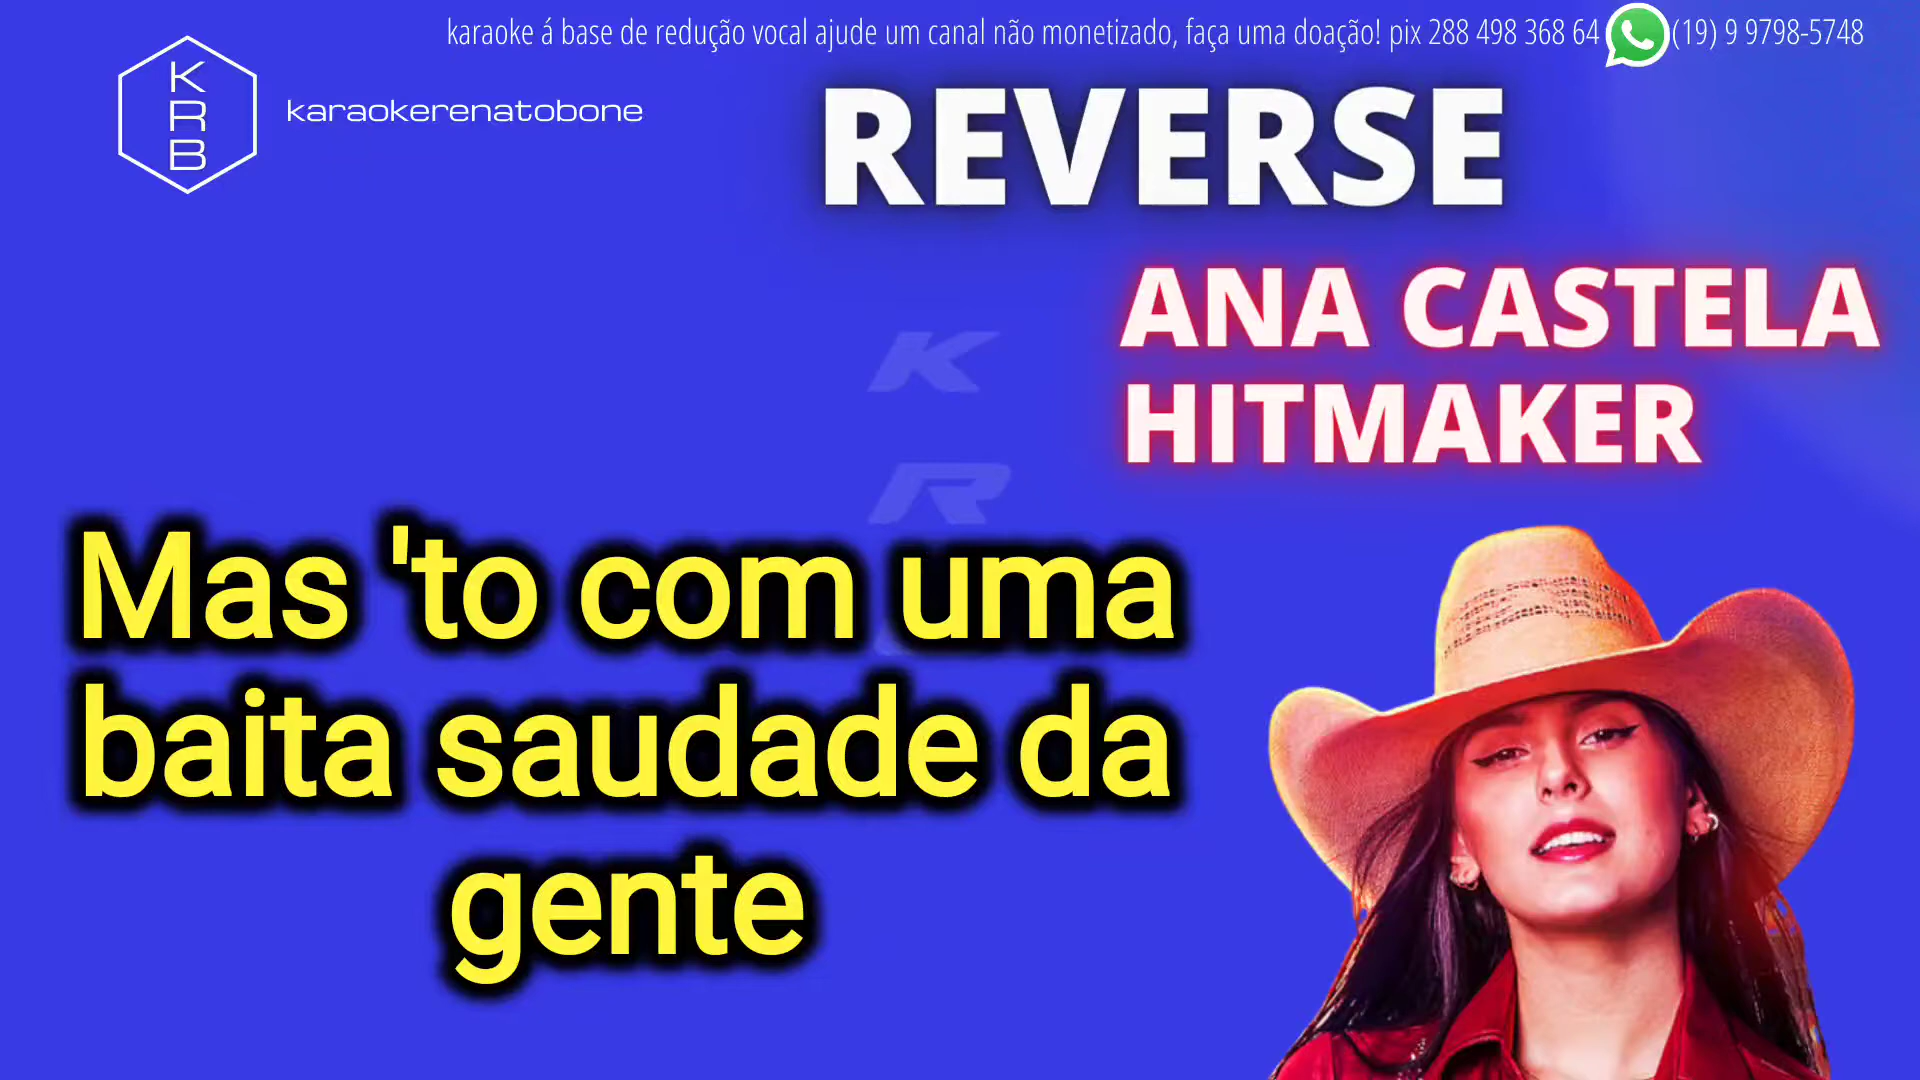 karaoke á base de redução vocal ajude um canal não monetizado, faça uma doação! pix 288 498 368 64 (19) 9 9798-5748
K
R
B
karaokerenatobone
REVERSE
ANA CASTELA
HITMAKER
K
R
Mas 'to com uma
baita saudade da
gente